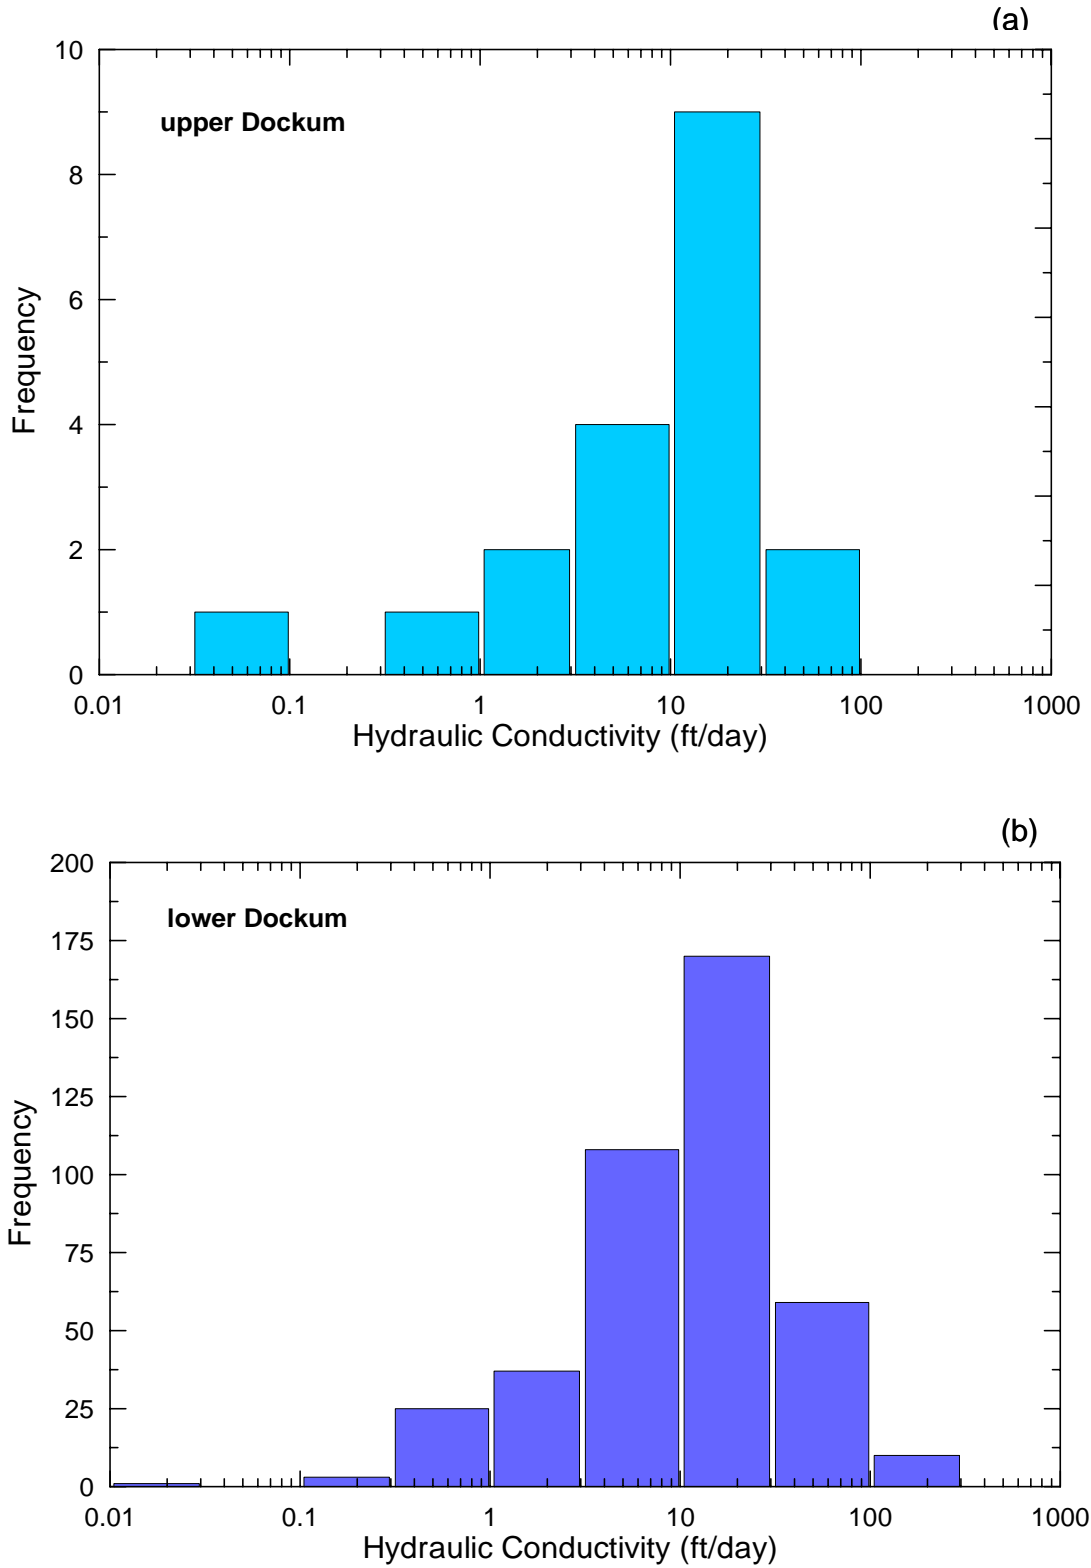 (a)
10
upper Dockum
8
6
4
2
0
Frequency
0.01 0.1 1 10 100 1000
Hydraulic Conductivity (ft/day)
(b)
200
lower Dockum
175
150
125
100
75
50
25
0
Frequency
0.01 0.1 1 10 100 1000
Hydraulic Conductivity (ft/day)